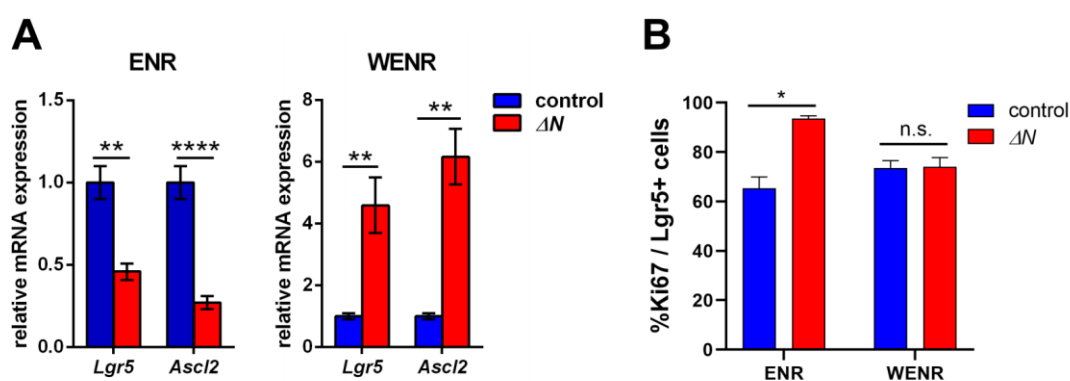 A
ENR
WENR
control
ΔN
relative mRNA expression
1.5
1.0
0.5
0.0
**
****
Lgr5
Ascl2
relative mRNA expression
8
6
4
2
0
**
**
Lgr5
Ascl2
B
control
ΔN
%Ki67 / Lgr5+ cells
100
80
60
40
20
0
*
n.s.
ENR
WENR